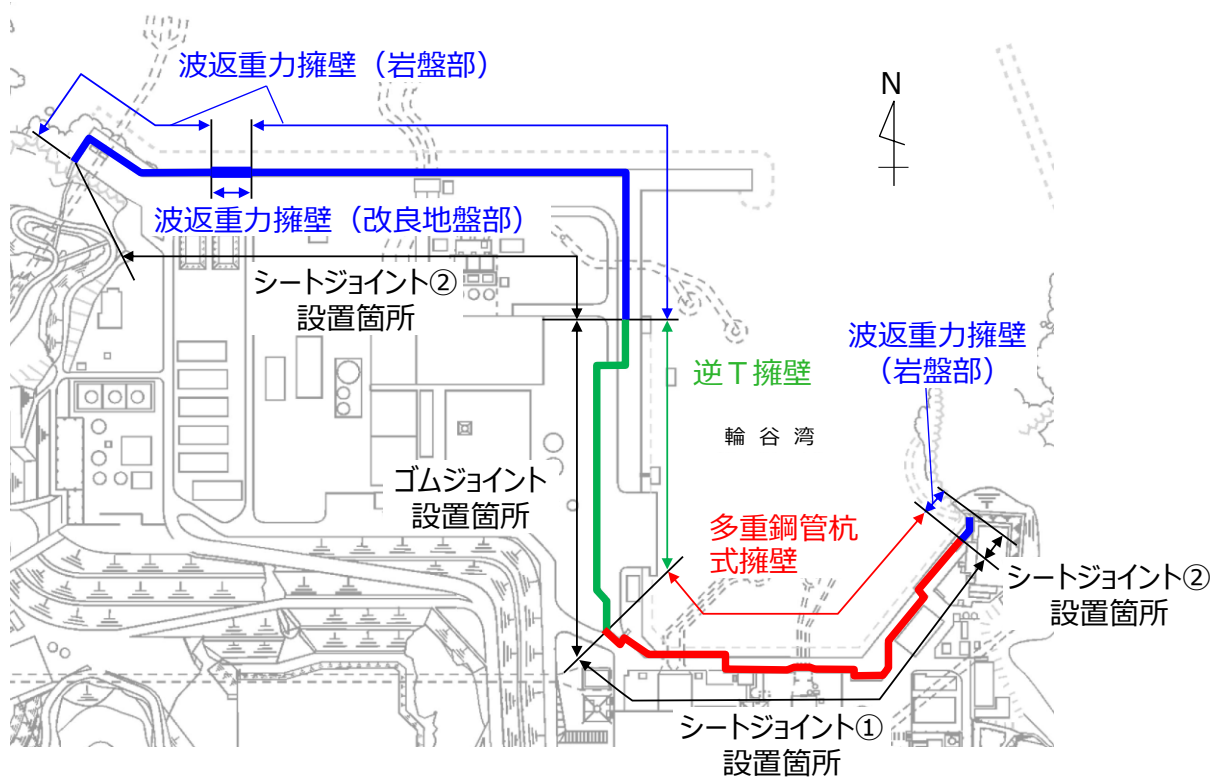 波返重力擁壁（岩盤部）
N
波返重力擁壁（改良地盤部）
シートジョイント②
設置箇所
波返重力擁壁
（岩盤部）
逆Ｔ擁壁
輪谷湾
ゴムジョイント
設置箇所
多重鋼管杭
式擁壁
シートジョイント②
設置箇所
シートジョイント①
設置箇所